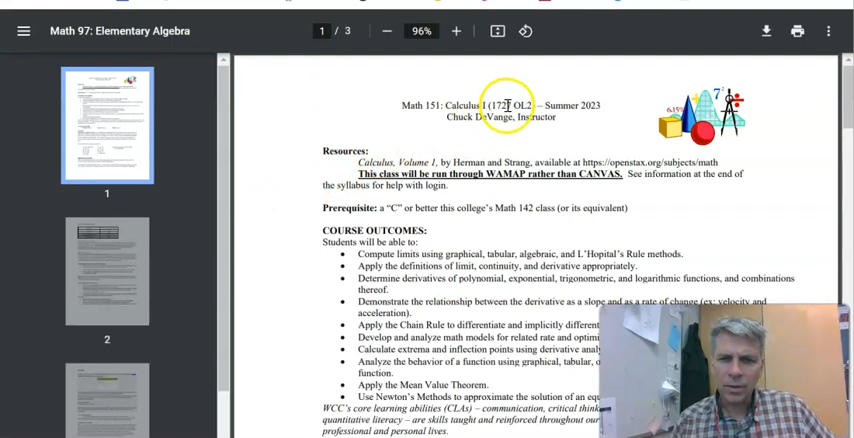 Math 97: Elementary Algebra
1 / 3
96%
Math 151: Calculus I (1727 OL2) – Summer 2023
Chuck DeVange, Instructor
6.15%
7²
Resources:
Calculus, Volume 1, by Herman and Strang, available at https://openstax.org/subjects/math
This class will be run through WAMAP rather than CANVAS. See information at the end of
the syllabus for help with login.
Prerequisite: a “C” or better this college’s Math 142 class (or its equivalent)
COURSE OUTCOMES:
Students will be able to:
• Compute limits using graphical, tabular, algebraic, and L’Hopital’s Rule methods.
• Apply the definitions of limit, continuity, and derivative appropriately.
• Determine derivatives of polynomial, exponential, trigonometric, and logarithmic functions, and combinations
thereof.
• Demonstrate the relationship between the derivative as a slope and as a rate of change (ex: velocity and
acceleration).
• Apply the Chain Rule to differentiate and implicitly different
• Develop and analyze math models for related rate and optimi
• Calculate extrema and inflection points using derivative analy
• Analyze the behavior of a function using graphical, tabular, o
function.
• Apply the Mean Value Theorem.
• Use Newton’s Methods to approximate the solution of an equ
WCC’s core learning abilities (CLAs) – communication, critical think
quantitative literacy – are skills taught and reinforced throughout our
professional and personal lives.
1
2